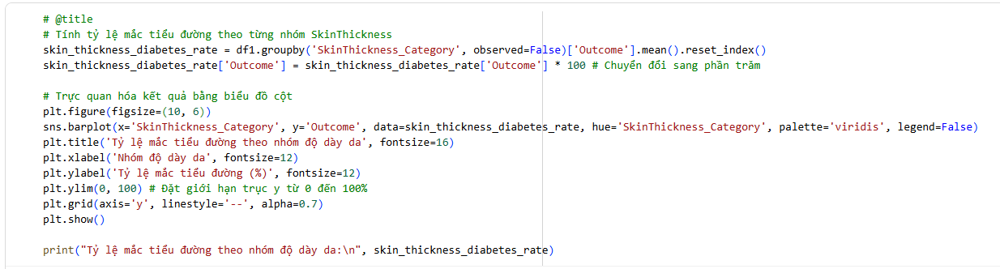 # @title
# Tính tỷ lệ mắc tiểu đường theo từng nhóm SkinThickness
skin_thickness_diabetes_rate = df1.groupby('SkinThickness_Category', observed=False)['Outcome'].mean().reset_index()
skin_thickness_diabetes_rate['Outcome'] = skin_thickness_diabetes_rate['Outcome'] * 100 # Chuyển đổi sang phần trăm
# Trực quan hóa kết quả bằng biểu đồ cột
plt.figure(figsize=(10, 6))
sns.barplot(x='SkinThickness_Category', y='Outcome', data=skin_thickness_diabetes_rate, hue='SkinThickness_Category', palette='viridis', legend=False)
plt.title('Tỷ lệ mắc tiểu đường theo nhóm độ dày da', fontsize=16)
plt.xlabel('Nhóm độ dày da', fontsize=12)
plt.ylabel('Tỷ lệ mắc tiểu đường (%)', fontsize=12)
plt.ylim(0, 100) # Đặt giới hạn trục y từ 0 đến 100%
plt.grid(axis='y', linestyle='--', alpha=0.7)
plt.show()
print("Tỷ lệ mắc tiểu đường theo nhóm độ dày da:\n", skin_thickness_diabetes_rate)